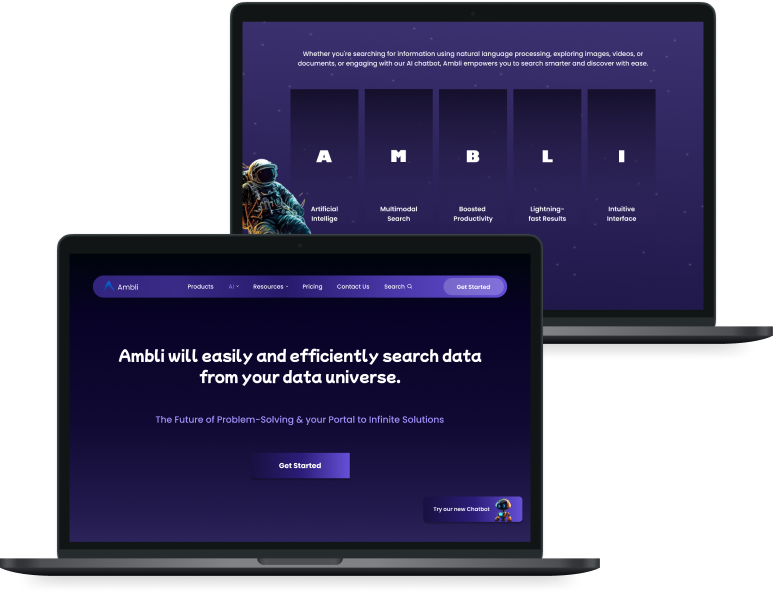 Whether you're searching for information using natural language processing, exploring images, videos, or
documents, or engaging with our AI chatbot, Ambli empowers you to search smarter and discover with ease.
A M B L I
Artificial
Intellige
Multimodal
Search
Boosted
Productivity
Lightning-
fast Results
Intuitive
Interface
Ambli Products AI Resources Pricing Contact Us Search Get Started
Ambli will easily and efficiently search data
from your data universe.
The Future of Problem-Solving & your Portal to Infinite Solutions
Get Started
Try our new Chatbot